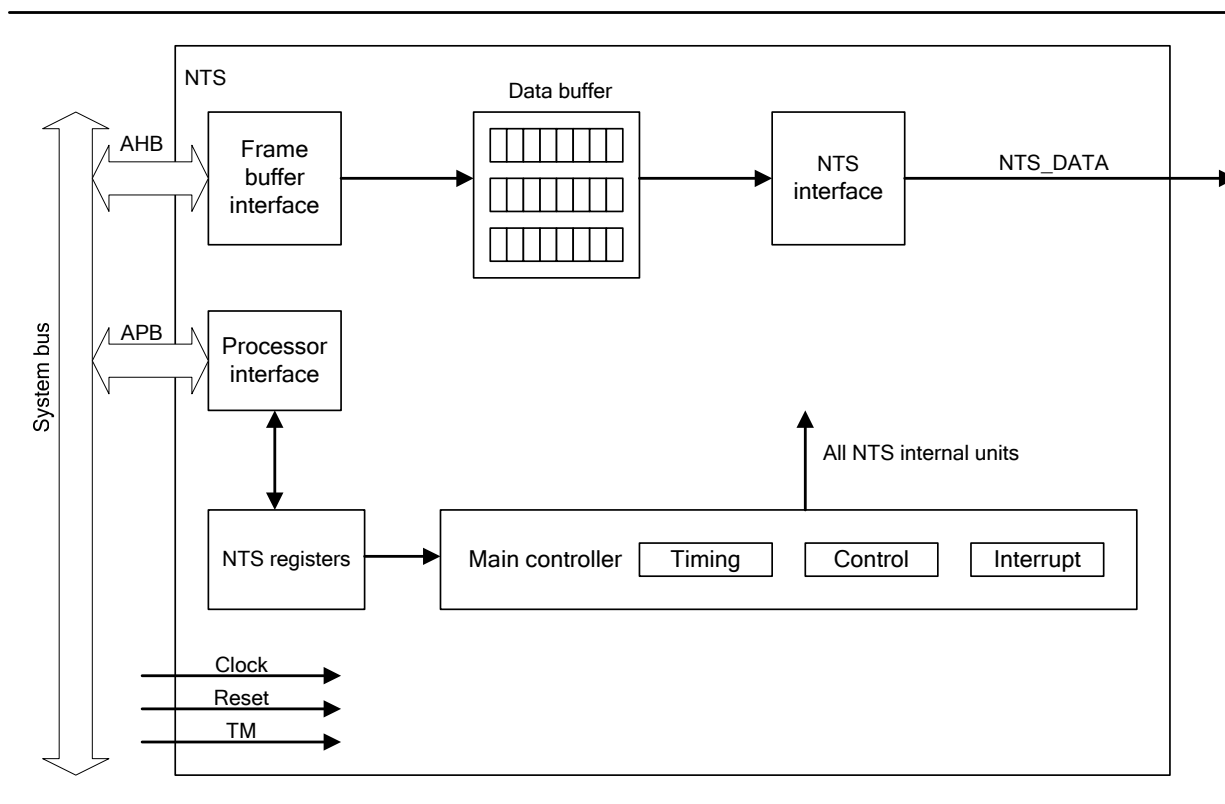 NTS
Data buffer
AHB
Frame
buffer
interface
NTS
interface
NTS_DATA
System bus
APB
Processor
interface
All NTS internal units
NTS registers
Main controller
Timing
Control
Interrupt
Clock
Reset
TM